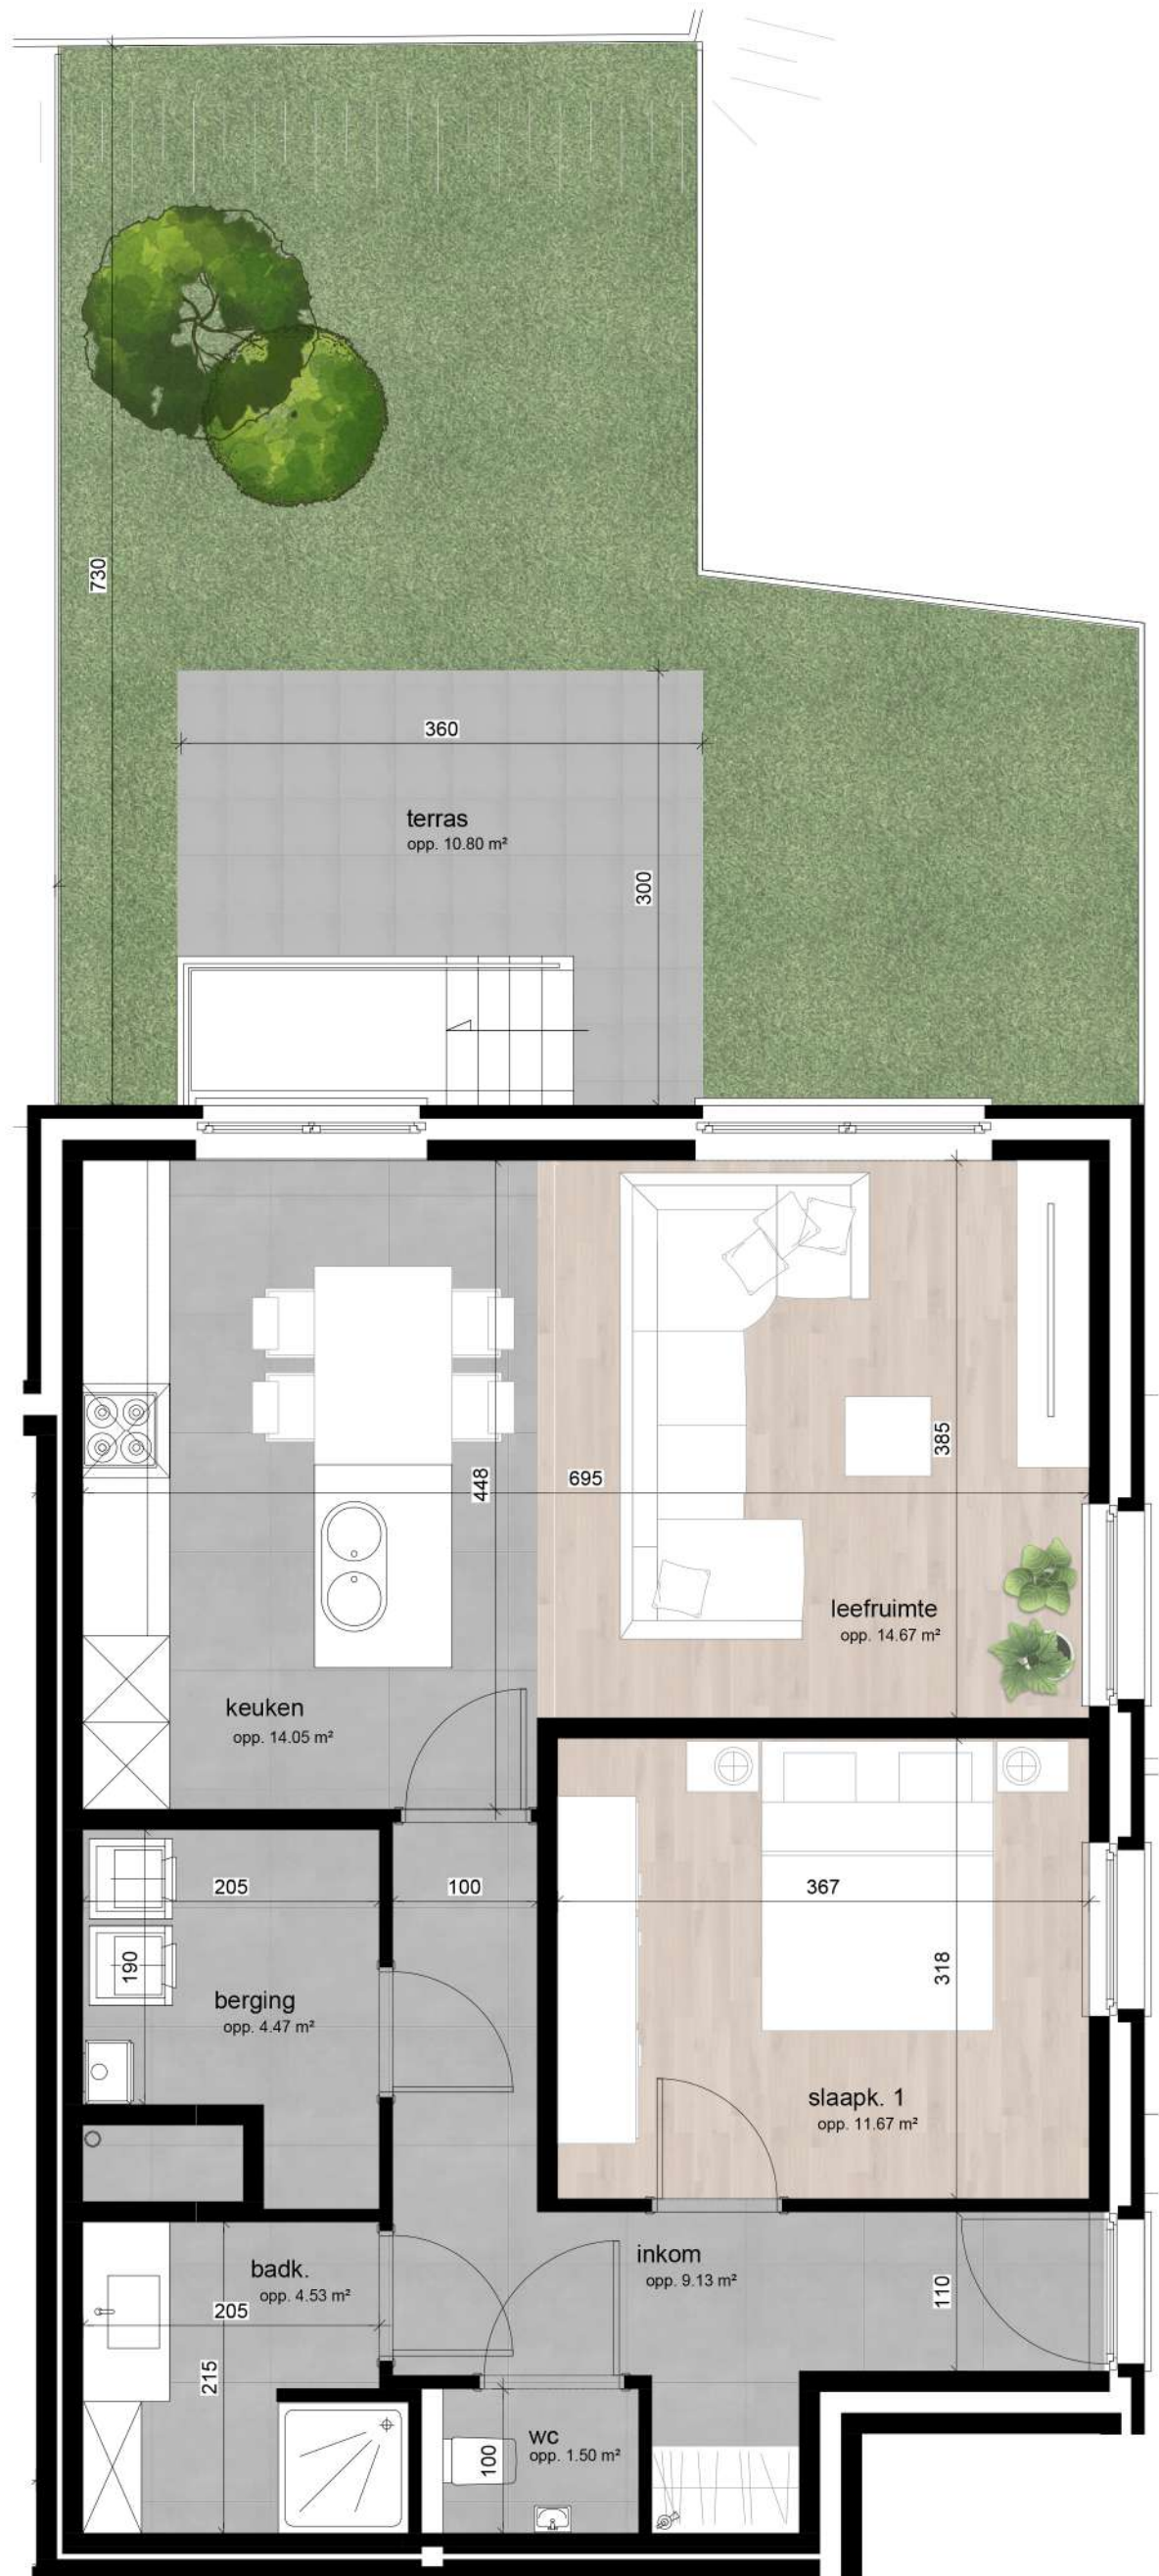 730
360
terras
opp. 10.80 m²
300
448
695
385
leefruimte
opp. 14.67 m²
keuken
opp. 14.05 m²
205
100
367
190
318
berging
opp. 4.47 m²
slaapk. 1
opp. 11.67 m²
inkom
opp. 9.13 m²
badk.
opp. 4.53 m²
110
205
215
wc
opp. 1.50 m²
100